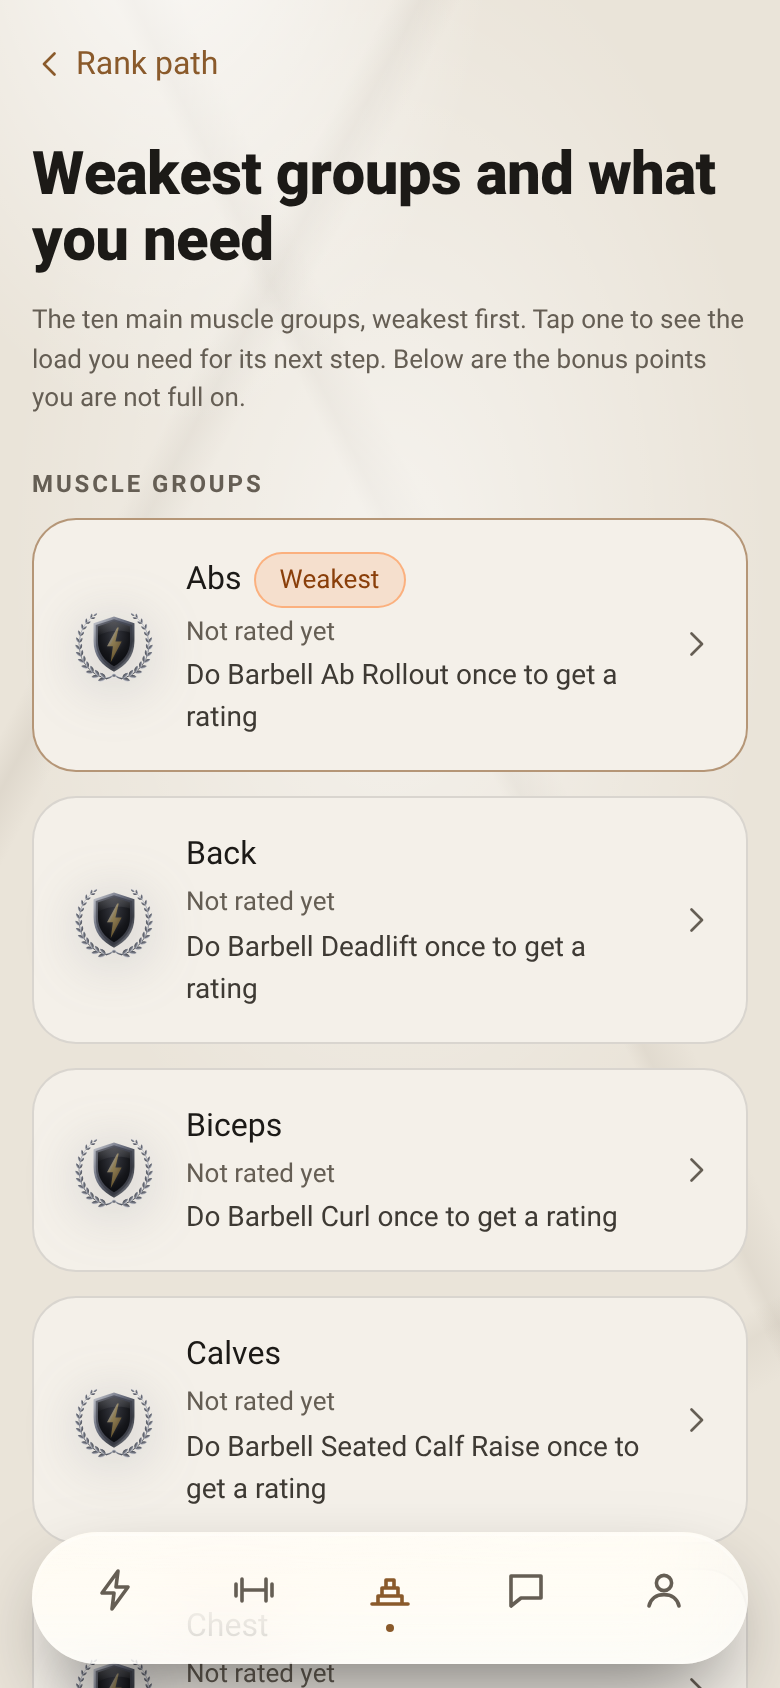 Rank path
Weakest groups and what
you need
The ten main muscle groups, weakest first. Tap one to see the
load you need for its next step. Below are the bonus points
you are not full on.
MUSCLE GROUPS
Abs Weakest
Not rated yet
Do Barbell Ab Rollout once to get a
rating
Back
Not rated yet
Do Barbell Deadlift once to get a
rating
Biceps
Not rated yet
Do Barbell Curl once to get a rating
Calves
Not rated yet
Do Barbell Seated Calf Raise once to
get a rating
Chest
Not rated yet